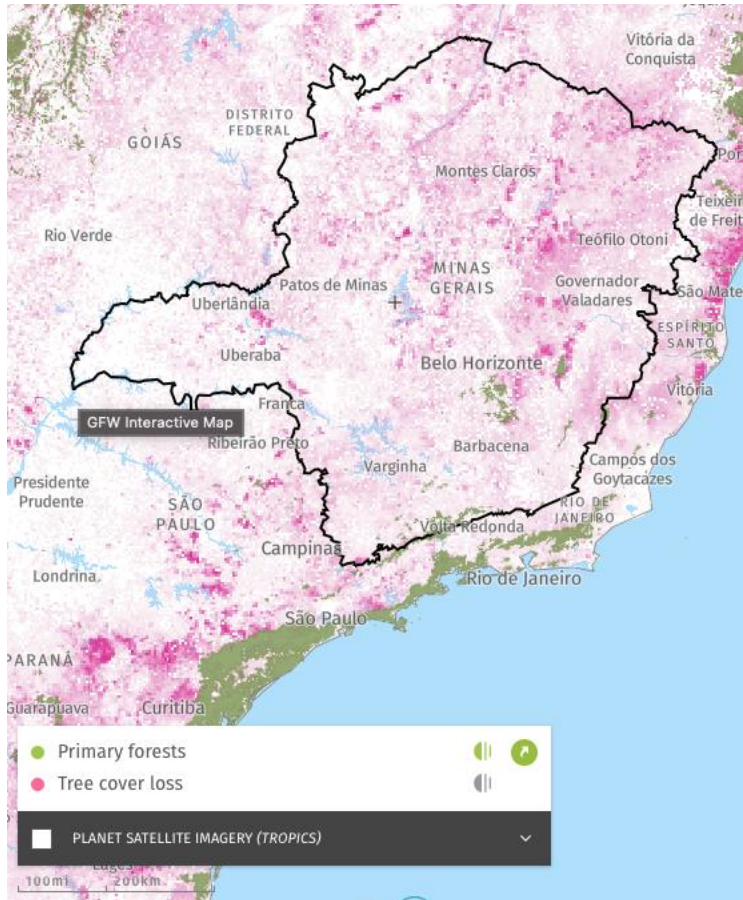 Vitória da
Conquista
DISTRITO
FEDERAL
GOIÁS
Montes Claros
Por
Teixeir
de Freit
Rio Verde
Teófilo Otoni
MINAS
GERAIS
Patos de Minas
Governador
Valadares
São Mate
Uberlândia
ESPÍRITO
SANTO
Uberaba
Belo Horizonte
Vitória
Franca
GFW Interactive Map
Ribeirão Preto
Barbacena
Varginha
Campos dos
Goytacazes
Presidente
Prudente
SÃO
PAULO
RIO DE
JANEIRO
Volta Redonda
Campinas
Londrina
Rio de Janeiro
São Paulo
PARANÁ
Guarapuava
Curitiba
Primary forests
Tree cover loss
PLANET SATELLITE IMAGERY (TROPICS)
Lages
100mi
200km